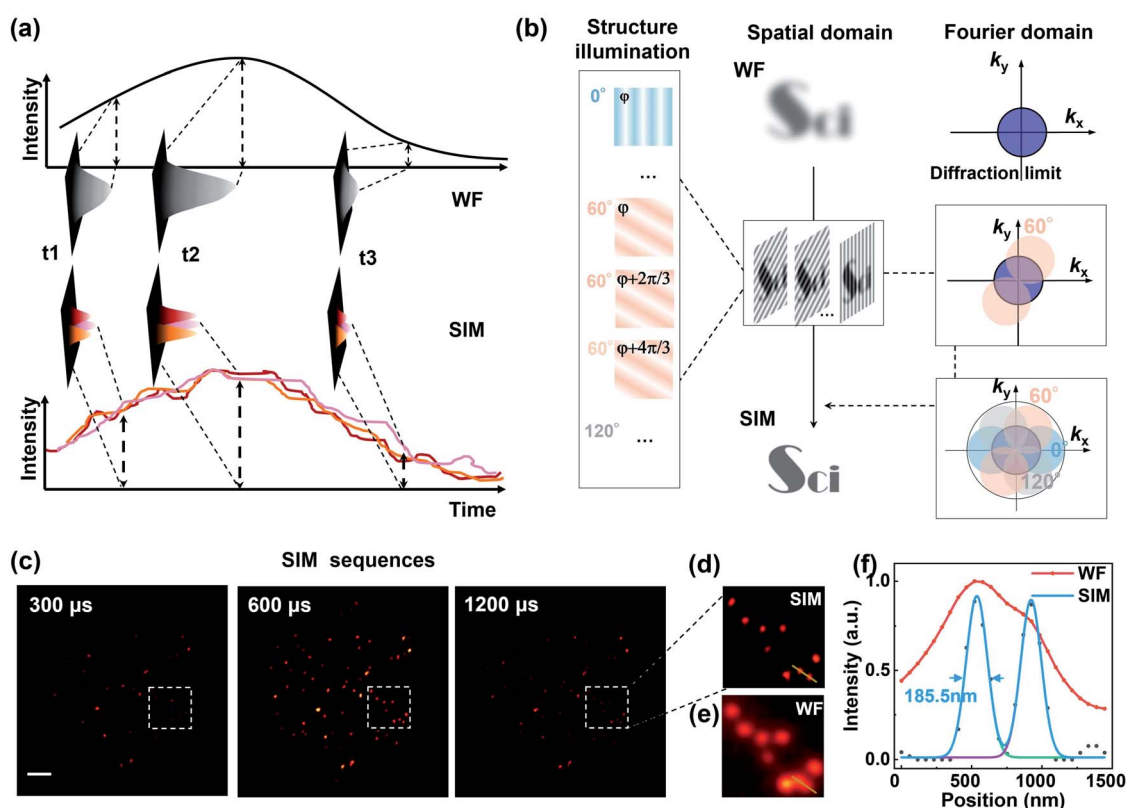 (a)
Intensity
WF
t1
t2
t3
SIM
Intensity
Time
(b)
Structure
illumination
0°
φ
...
60°
φ
60°
φ+2π/3
60°
φ+4π/3
120°
...
Spatial domain
WF
Sci
Sci
Sci
Sci
...
SIM
Sci
Fourier domain
ky
kx
Diffraction limit
ky
60°
kx
ky
60°
kx
0°
120°
(c)
SIM sequences
300 μs
600 μs
1200 μs
(d)
SIM
(e)
WF
(f)
WF
SIM
1.0
0.5
0.0
Intensity (a.u.)
185.5nm
0
500
1000
1500
Position (nm)